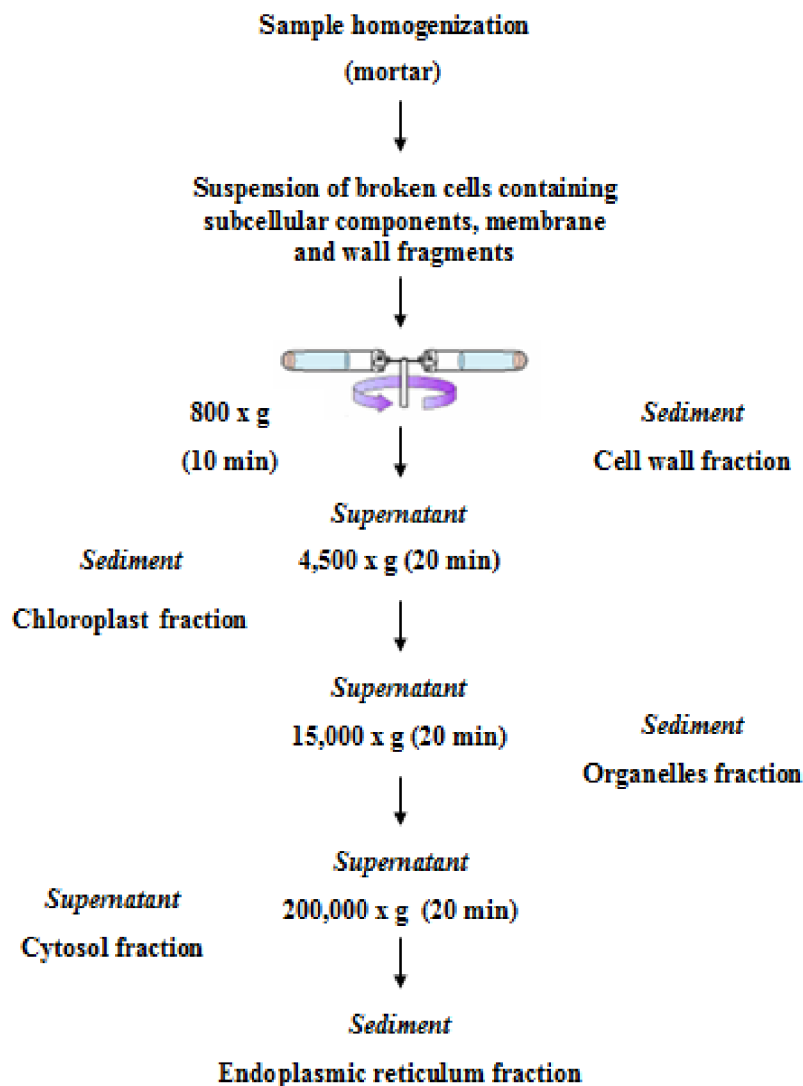 Sample homogenization
(mortar)
Suspension of broken cells containing
subcellular components, membrane
and wall fragments
800 x g
(10 min)
Sediment
Cell wall fraction
Supernatant
4,500 x g (20 min)
Sediment
Chloroplast fraction
Supernatant
15,000 x g (20 min)
Sediment
Organelles fraction
Supernatant
200,000 x g (20 min)
Supernatant
Cytosol fraction
Sediment
Endoplasmic reticulum fraction